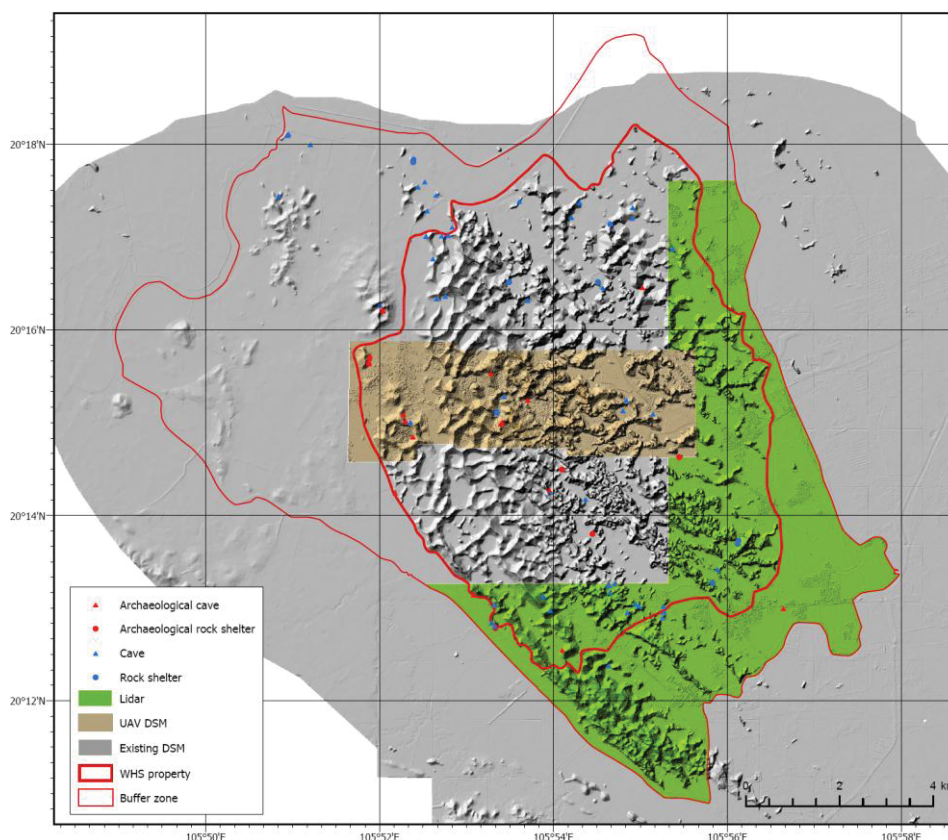 20°18'N
20°16'N
20°14'N
20°12'N
Archaeological cave
Archaeological rock shelter
Cave
Rock shelter
Lidar
UAV DSM
Existing DSM
WHS property
Buffer zone
0 2 4 k
105°50'E 105°52'E 105°54'E 105°56'E 105°58'E